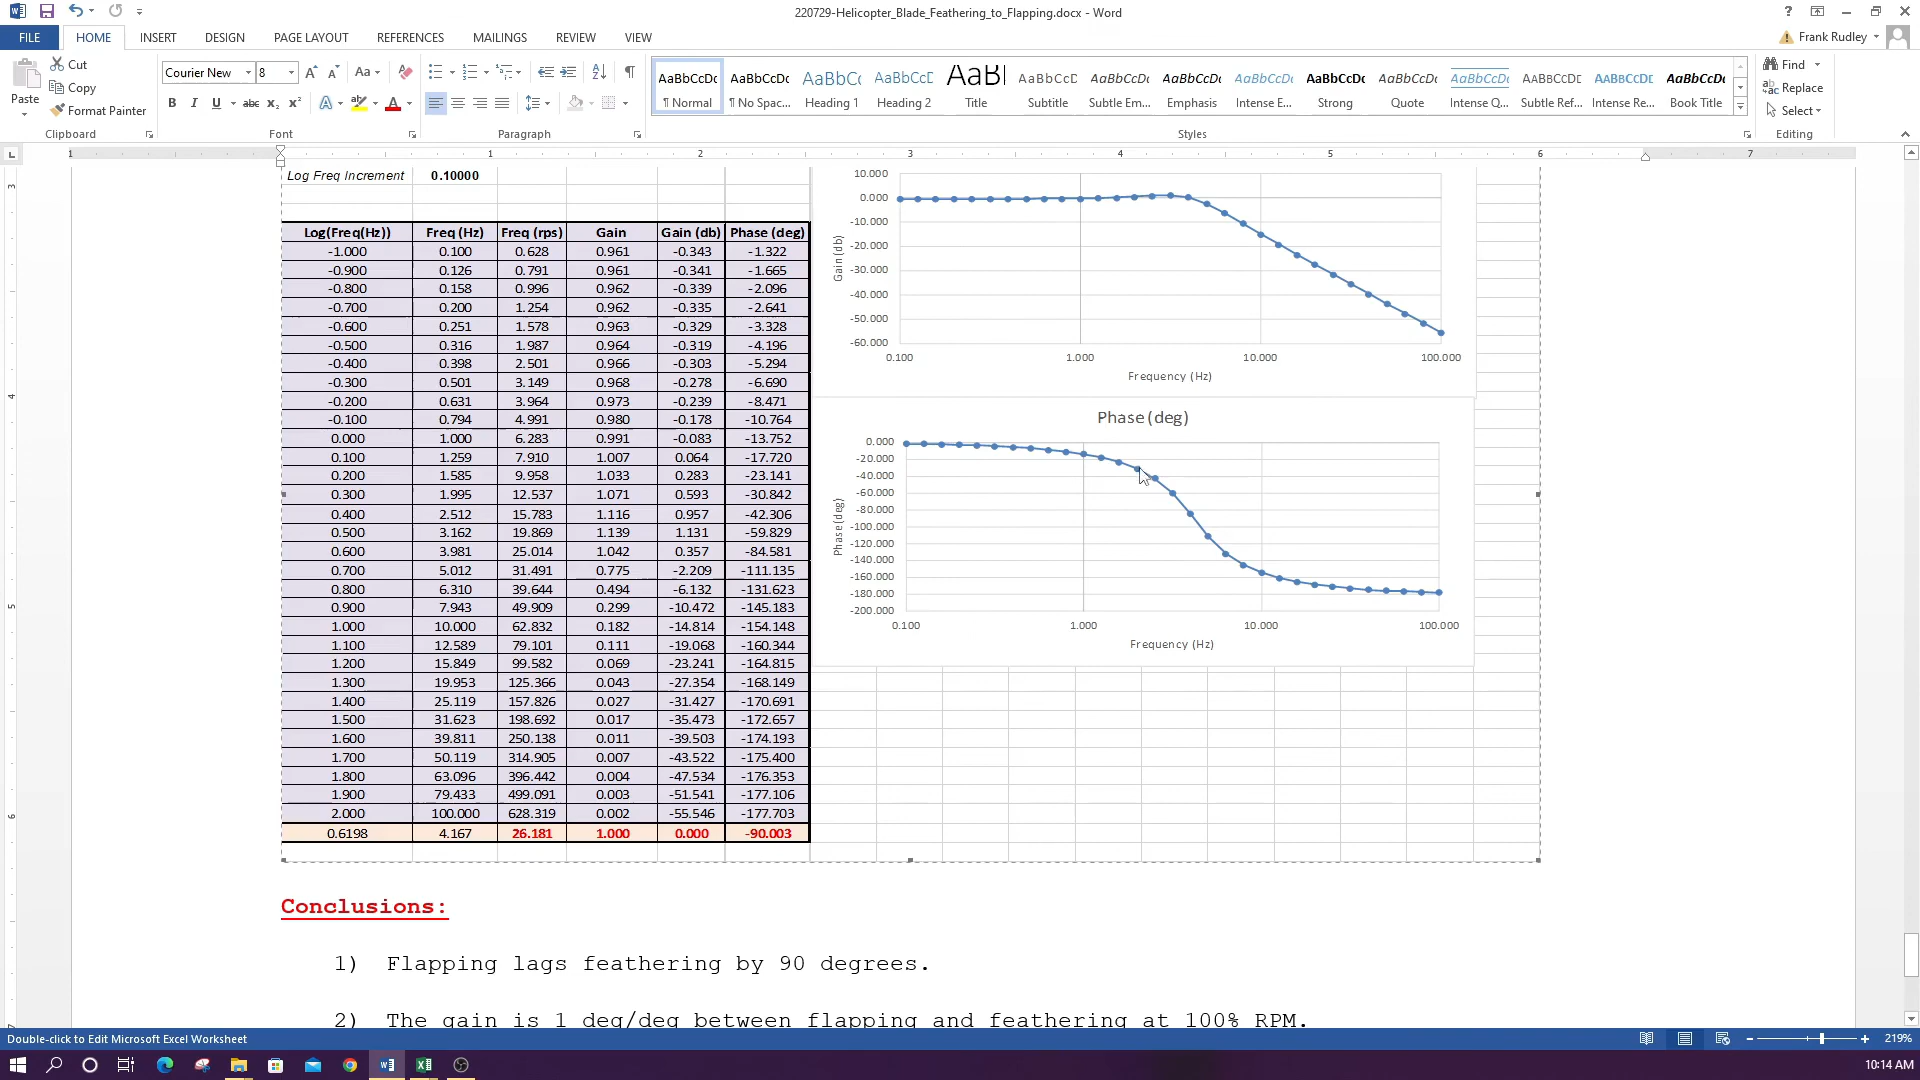 220729-Helicopter_Blade_Feathering_to_Flapping.docx - Word
FILE HOME INSERT DESIGN PAGE LAYOUT REFERENCES MAILINGS REVIEW VIEW Frank Rudley
Paste
Cut
Copy
Format Painter
Clipboard
Courier New 8
Font
Paragraph
AaBbCcDc AaBbCcDc AaBbCc AaBbCcD AaBl AaBbCcD AaBbCcDc AaBbCcDc AaBbCcDc AaBbCcDc AaBbCcDc AaBbCcDc AABBCCDE AABBCCDE AaBbCcDc
¶ Normal ¶ No Spac... Heading 1 Heading 2 Title Subtitle Subtle Em... Emphasis Intense E... Strong Quote Intense Q... Subtle Ref... Intense Re... Book Title
Styles
Find
Replace
Select
Editing
1 1 2 3 4 5 6 7
Log Freq Increment 0.10000
Log(Freq(Hz)) Freq (Hz) Freq (rps) Gain Gain (db) Phase (deg)
-1.000 0.100 0.628 0.961 -0.343 -1.322
-0.900 0.126 0.791 0.961 -0.341 -1.665
-0.800 0.158 0.996 0.962 -0.339 -2.096
-0.700 0.200 1.254 0.962 -0.335 -2.641
-0.600 0.251 1.578 0.963 -0.329 -3.328
-0.500 0.316 1.987 0.964 -0.319 -4.196
-0.400 0.398 2.501 0.966 -0.303 -5.294
-0.300 0.501 3.149 0.968 -0.278 -6.690
-0.200 0.631 3.964 0.973 -0.239 -8.471
-0.100 0.794 4.991 0.980 -0.178 -10.764
0.000 1.000 6.283 0.991 -0.083 -13.752
0.100 1.259 7.910 1.007 0.064 -17.720
0.200 1.585 9.958 1.033 0.283 -23.141
0.300 1.995 12.537 1.071 0.593 -30.842
0.400 2.512 15.783 1.116 0.957 -42.306
0.500 3.162 19.869 1.139 1.131 -59.829
0.600 3.981 25.014 1.042 0.357 -84.581
0.700 5.012 31.491 0.775 -2.209 -111.135
0.800 6.310 39.644 0.494 -6.132 -131.623
0.900 7.943 49.909 0.299 -10.472 -145.183
1.000 10.000 62.832 0.182 -14.814 -154.148
1.100 12.589 79.101 0.111 -19.068 -160.344
1.200 15.849 99.582 0.069 -23.241 -164.815
1.300 19.953 125.366 0.043 -27.354 -168.149
1.400 25.119 157.826 0.027 -31.427 -170.691
1.500 31.623 198.692 0.017 -35.473 -172.657
1.600 39.811 250.138 0.011 -39.503 -174.193
1.700 50.119 314.905 0.007 -43.522 -175.400
1.800 63.096 396.442 0.004 -47.534 -176.353
1.900 79.433 499.091 0.003 -51.541 -177.106
2.000 100.000 628.319 0.002 -55.546 -177.703
0.6198 4.167 26.181 1.000 0.000 -90.003
10.000
0.000
-10.000
-20.000
-30.000
-40.000
-50.000
-60.000
Gain (db)
0.100 1.000 10.000 100.000
Frequency (Hz)
Phase (deg)
0.000
-20.000
-40.000
-60.000
-80.000
-100.000
-120.000
-140.000
-160.000
-180.000
-200.000
Phase (deg)
0.100 1.000 10.000 100.000
Frequency (Hz)
Conclusions:
1) Flapping lags feathering by 90 degrees.
2) The gain is 1 deg/deg between flapping and feathering at 100% RPM.
Double-click to Edit Microsoft Excel Worksheet 219%
10:14 AM